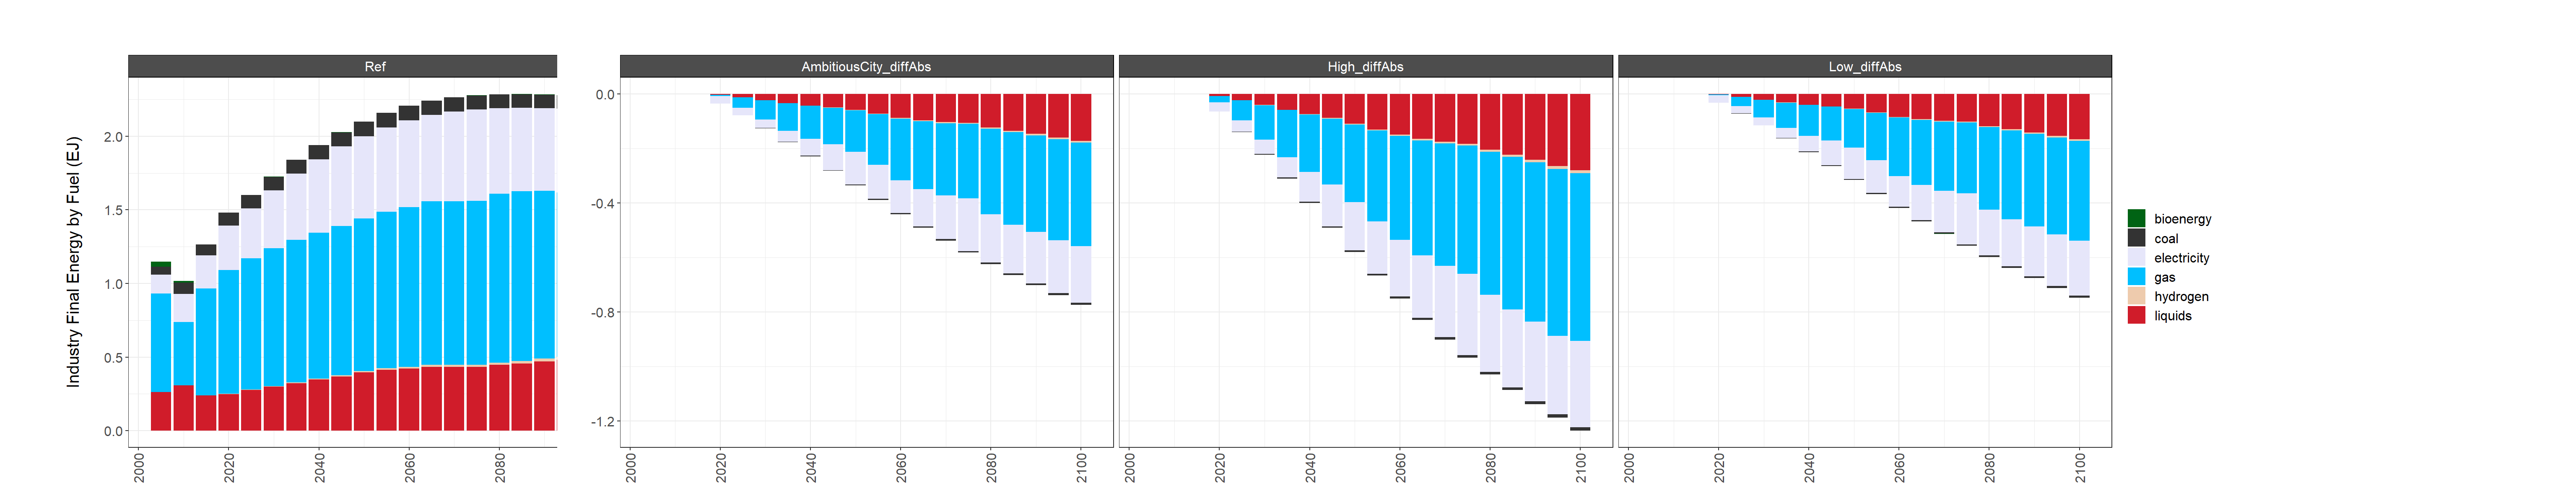 Ref
AmbitiousCity_diffAbs
High_diffAbs
Low_diffAbs
Industry Final Energy by Fuel (EJ)
2.0
1.5
1.0
0.5
0.0
0.0
-0.4
-0.8
-1.2
2000
2020
2040
2060
2080
2000
2020
2040
2060
2080
2100
2000
2020
2040
2060
2080
2100
2000
2020
2040
2060
2080
2100
bioenergy
coal
electricity
gas
hydrogen
liquids